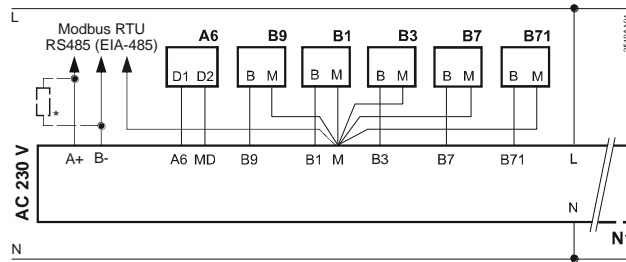 L
Modbus RTU
RS485 (EIA-485)
A6 B9 B1 B3 B7 B71
D1 D2 B M B M B M B M B M
*
A+ B- A6 MD B9 B1 M B3 B7 B71 L
AC 230 V
N
N